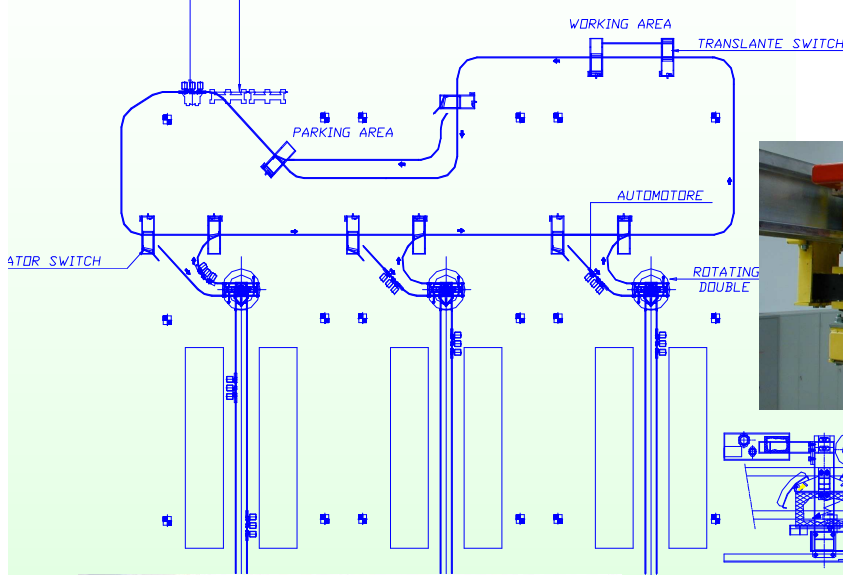 WORKING AREA
TRANSLANTE SWITCH
PARKING AREA
AUTOMOTORE
ATOR SWITCH
ROTATING
DOUBLE